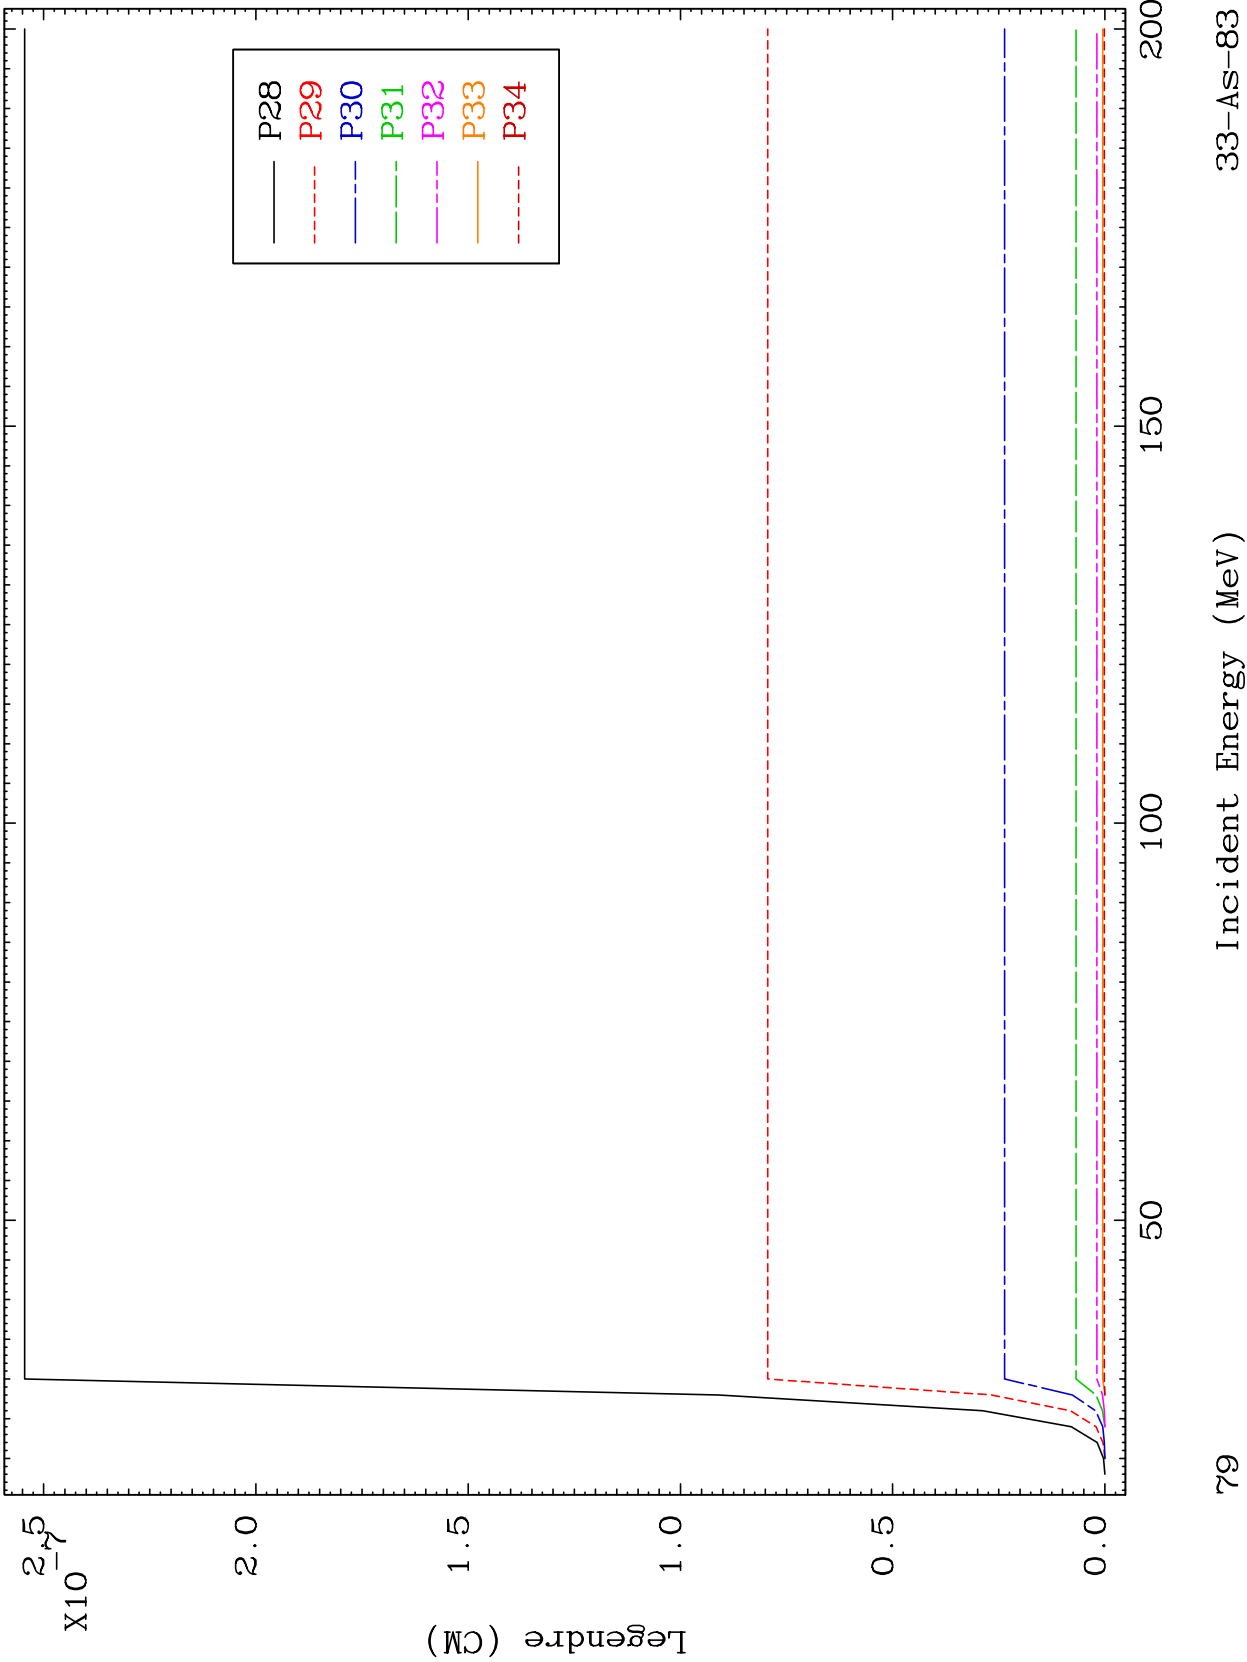 Legendre (CM)
X10-7
2.5
2.0
1.5
1.0
0.5
0.0
P28
P29
P30
P31
P32
P33
P34
50
100
150
200
79
Incident Energy (MeV)
33-As-83